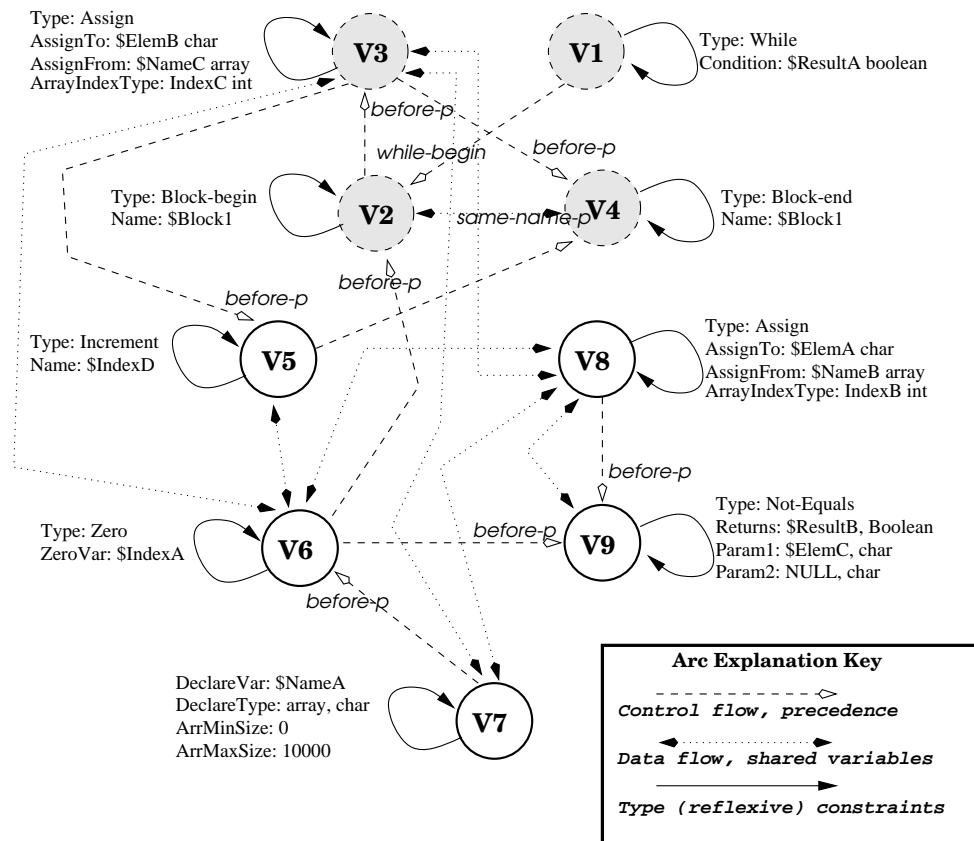 Type: Assign
AssignTo: $ElemB char
AssignFrom: $NameC array
ArrayIndexType: IndexC int
V3
V1
Type: While
Condition: $ResultA boolean
before-p
while-begin
before-p
Type: Block-begin
Name: $Block1
V2
same-name-p
V4
Type: Block-end
Name: $Block1
before-p
before-p
Type: Increment
Name: $IndexD
V5
V8
Type: Assign
AssignTo: $ElemA char
AssignFrom: $NameB array
ArrayIndexType: IndexB int
before-p
Type: Zero
ZeroVar: $IndexA
V6
before-p
V9
Type: Not-Equals
Returns: $ResultB, Boolean
Param1: $ElemC, char
Param2: NULL, char
before-p
DeclareVar: $NameA
DeclareType: array, char
ArrMinSize: 0
ArrMaxSize: 10000
V7
Arc Explanation Key
Control flow, precedence
Data flow, shared variables
Type (reflexive) constraints